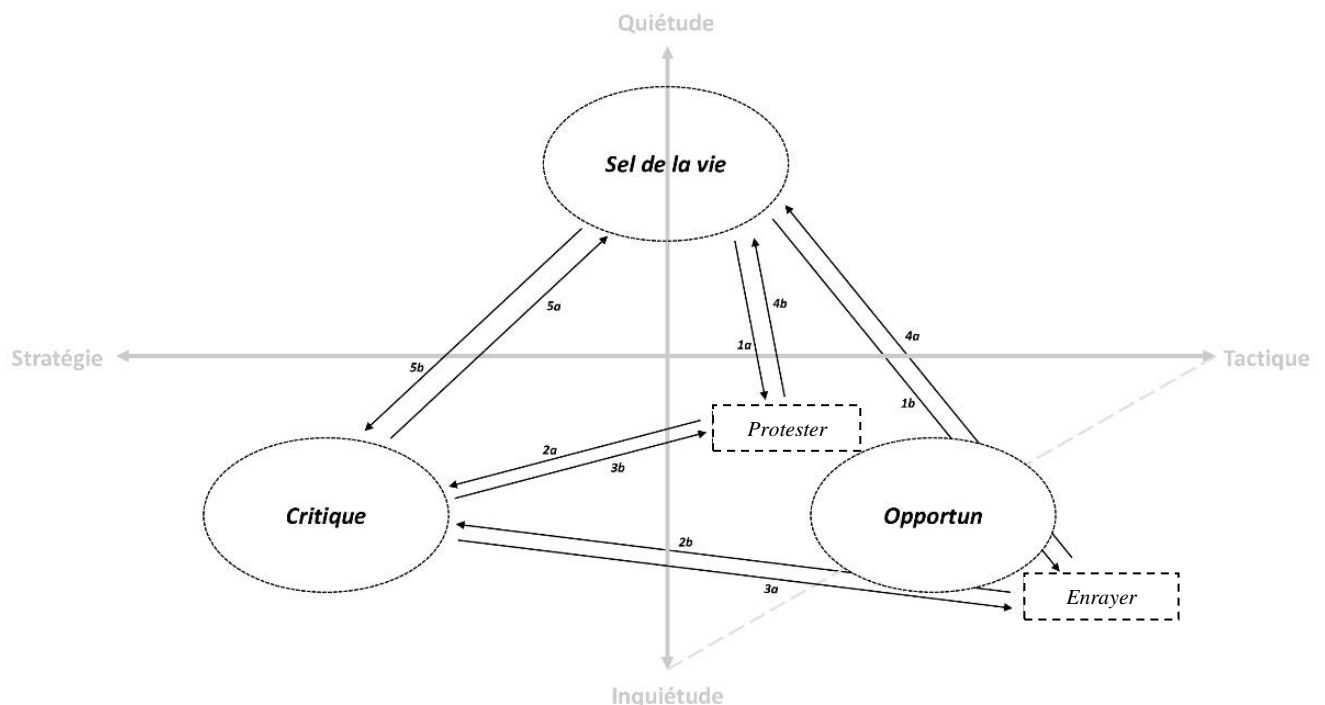 Quiétude
Sel de la vie
5a
4b
4a
1a
Stratégie
Tactique
5b
1b
Protester
2a
3b
Critique
Opportun
2b
3a
Enrayer
Inquiétude